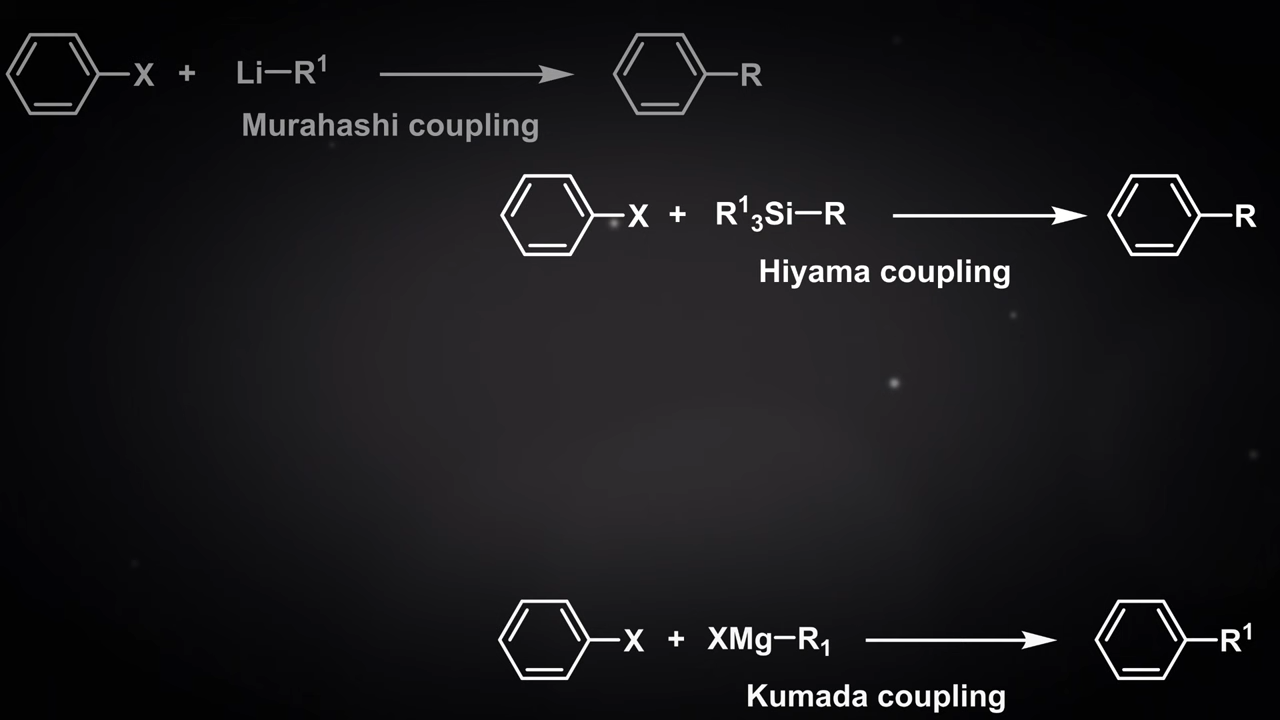 X + Li—R¹ R
Murahashi coupling
X + R¹₃Si—R R
Hiyama coupling
X + XMg—R₁ R¹
Kumada coupling